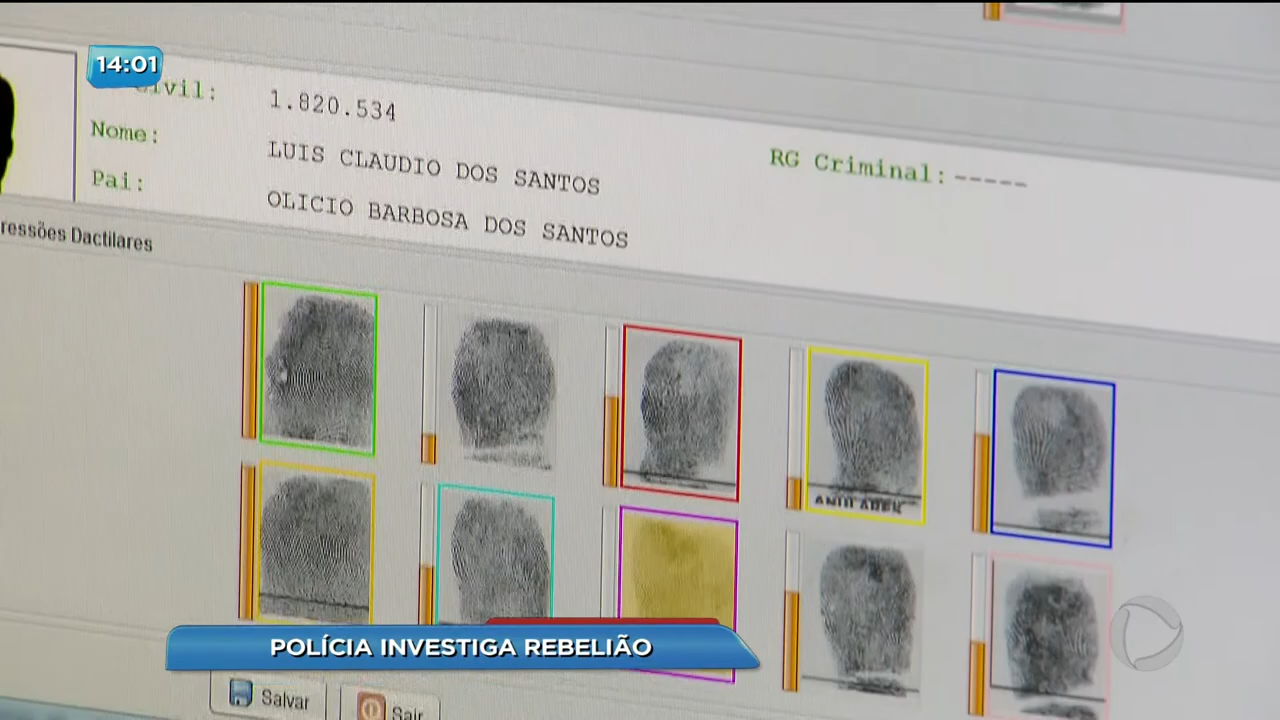 14:01
ivil: 1.820.534
Nome: LUIS CLAUDIO DOS SANTOS
RG Criminal: -----
Pai: OLICIO BARBOSA DOS SANTOS
ressões Dactilares
POLÍCIA INVESTIGA REBELIÃO
Salvar
Sair